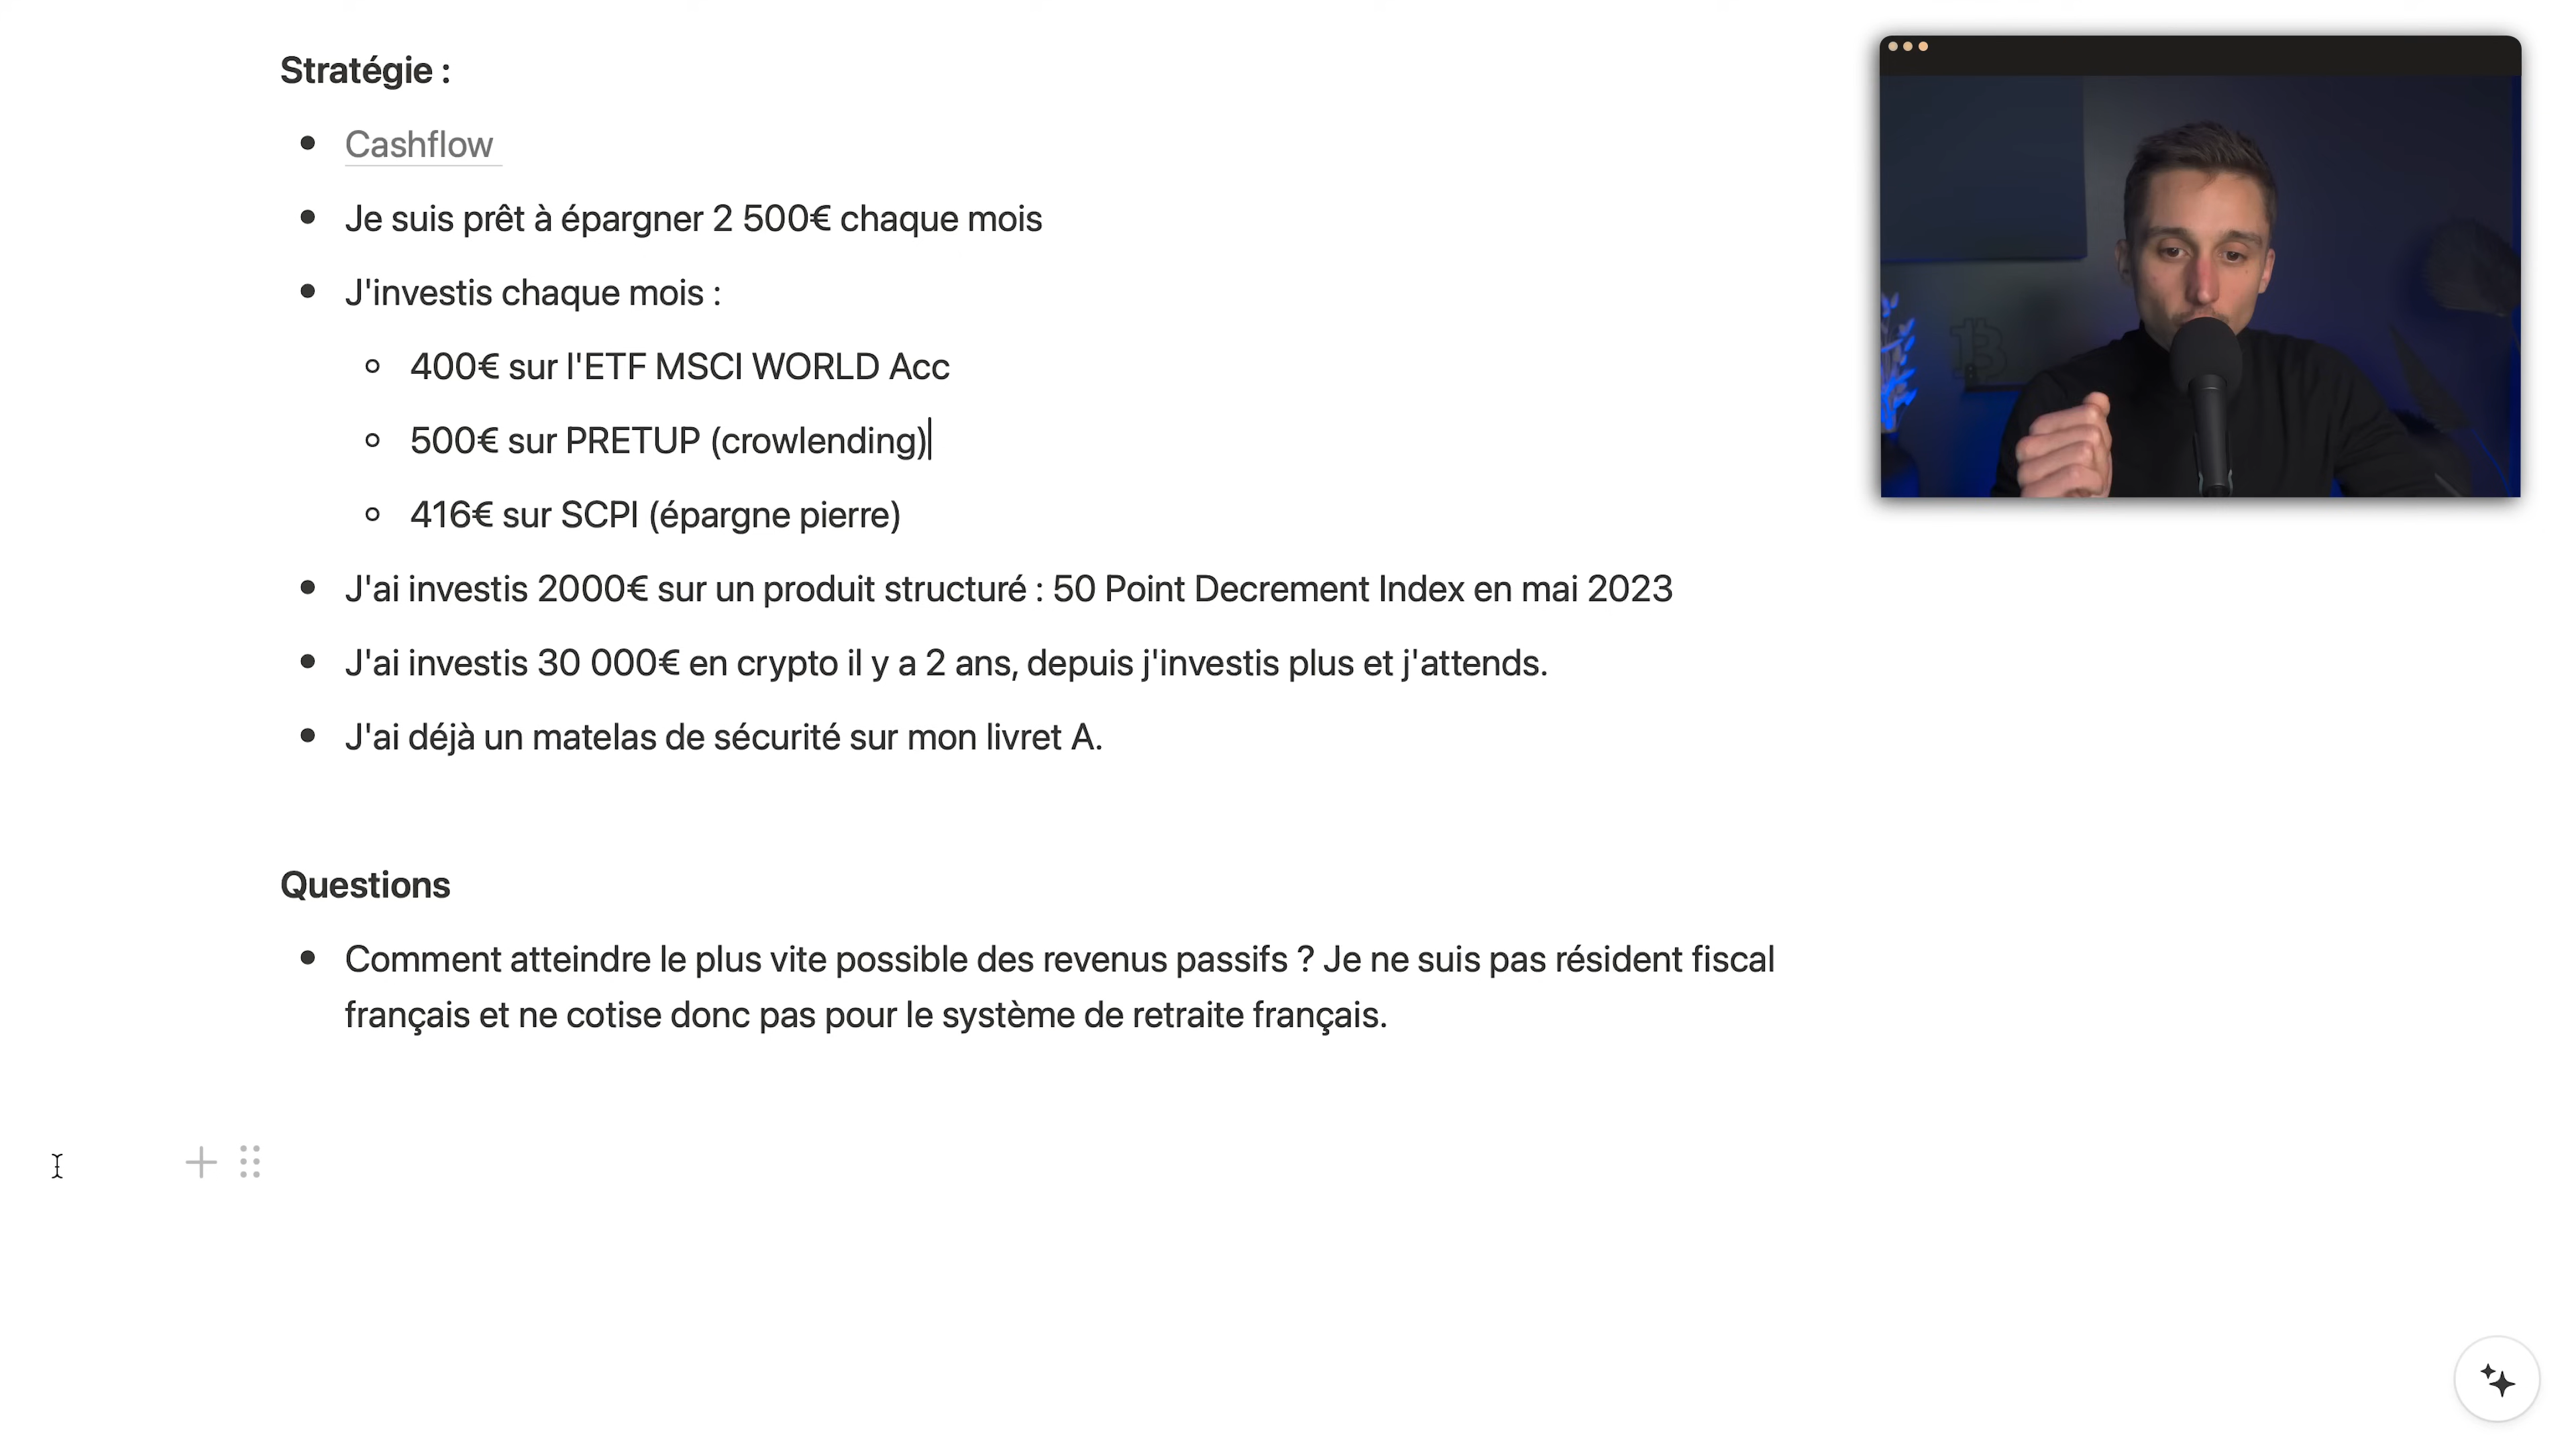 Stratégie :
Cashflow
Je suis prêt à épargner 2 500€ chaque mois
J'investis chaque mois :
400€ sur l'ETF MSCI WORLD Acc
500€ sur PRETUP (crowlending)
416€ sur SCPI (épargne pierre)
J'ai investis 2000€ sur un produit structuré : 50 Point Decrement Index en mai 2023
J'ai investis 30 000€ en crypto il y a 2 ans, depuis j'investis plus et j'attends.
J'ai déjà un matelas de sécurité sur mon livret A.
Questions
Comment atteindre le plus vite possible des revenus passifs ? Je ne suis pas résident fiscal
français et ne cotise donc pas pour le système de retraite français.